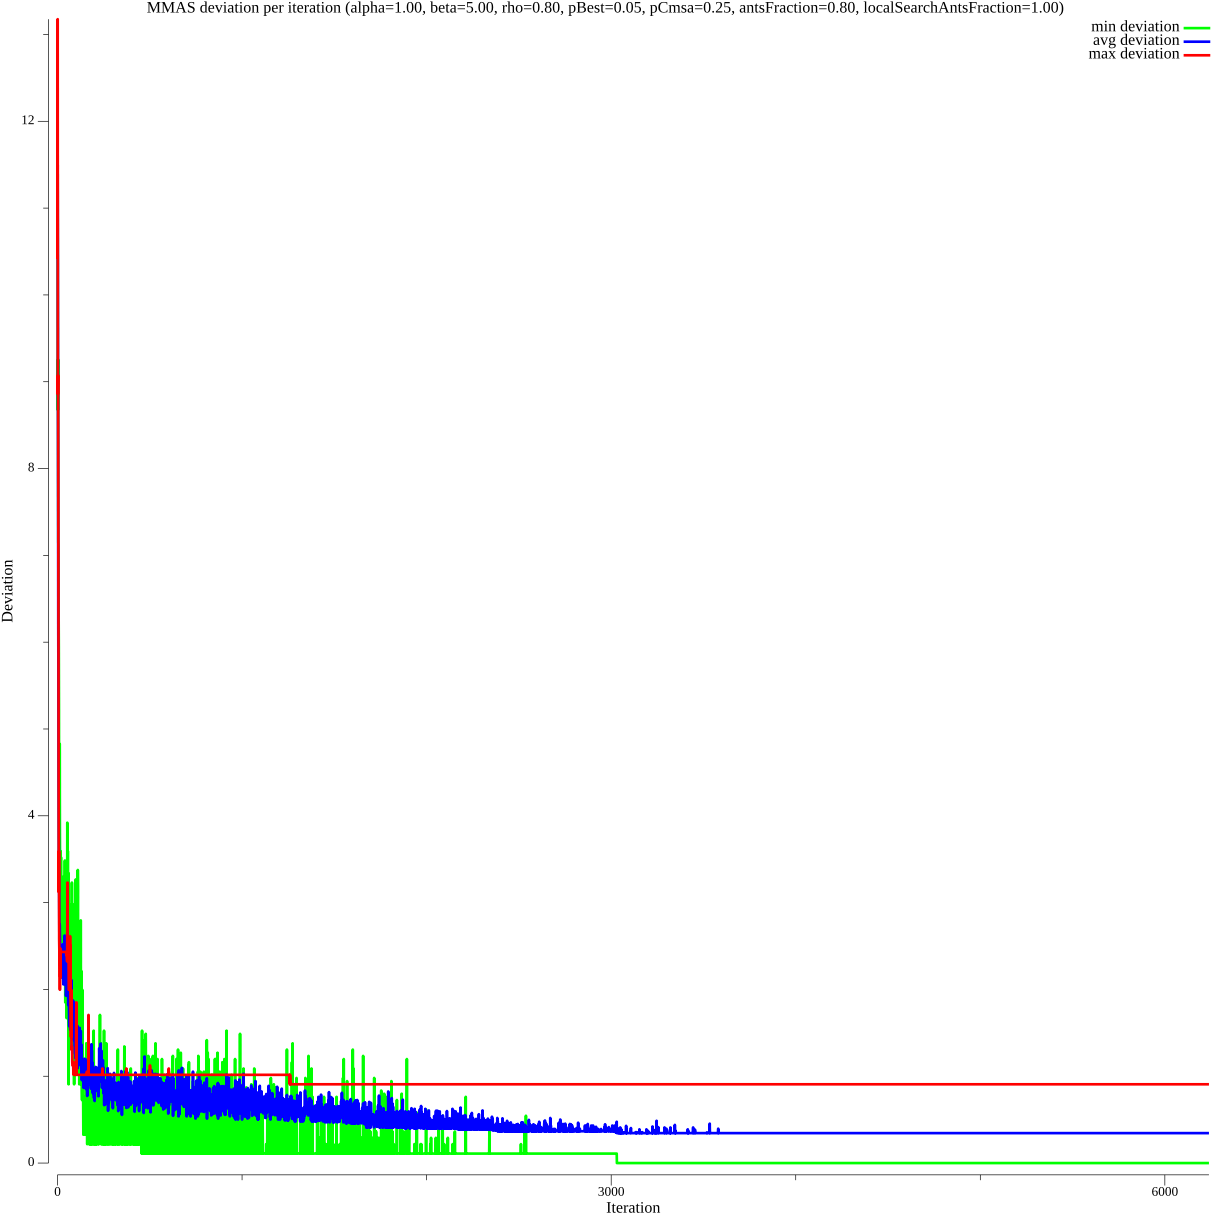 MMAS deviation per iteration (alpha=1.00, beta=5.00, rho=0.80, pBest=0.05, pCmsa=0.25, antsFraction=0.80, localSearchAntsFraction=1.00)
min deviation
avg deviation
max deviation
12
8
4
0
Deviation
0
3000
6000
Iteration